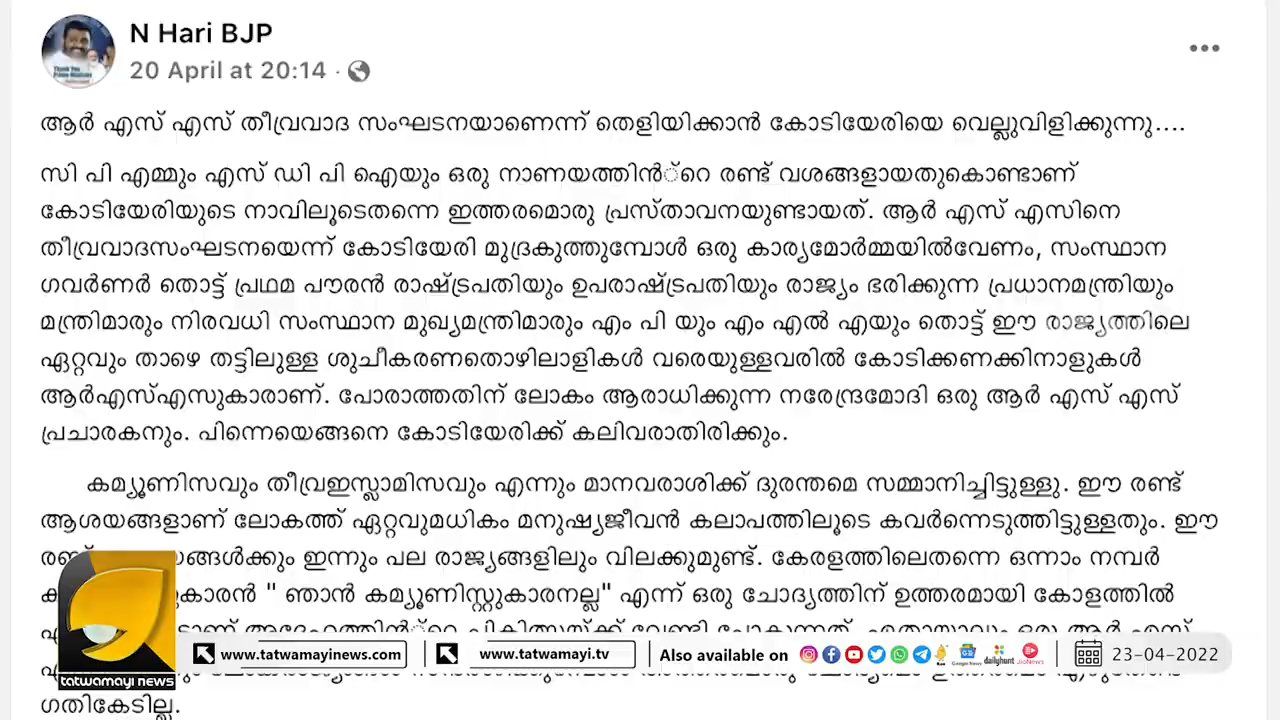 N Hari BJP
20 April at 20:14 ·
ആർ എസ് എസ് തീവ്രവാദ സംഘടനയാണെന്ന് തെളിയിക്കാൻ കോടിയേരിയെ വെല്ലുവിളിക്കുന്നു....
സി പി എമ്മും എസ് ഡി പി ഐയും ഒരു നാണയത്തിൻ്റെ രണ്ട് വശങ്ങളായതുകൊണ്ടാണ്
കോടിയേരിയുടെ നാവിലൂടെതന്നെ ഇത്തരമൊരു പ്രസ്താവനയുണ്ടായത്. ആർ എസ് എസിനെ
തീവ്രവാദസംഘടനയെന്ന് കോടിയേരി മുദ്രകുത്തുമ്പോൾ ഒരു കാര്യമോർമ്മയിൽവേണം, സംസ്ഥാന
ഗവർണർ തൊട്ട് പ്രഥമ പൗരൻ രാഷ്ട്രപതിയും ഉപരാഷ്ട്രപതിയും രാജ്യം ഭരിക്കുന്ന പ്രധാനമന്ത്രിയും
മന്ത്രിമാരും നിരവധി സംസ്ഥാന മുഖ്യമന്ത്രിമാരും എം പി യും എം എൽ എയും തൊട്ട് ഈ രാജ്യത്തിലെ
ഏറ്റവും താഴെ തട്ടിലുള്ള ശുചീകരണതൊഴിലാളികൾ വരെയുള്ളവരിൽ കോടിക്കണക്കിനാളുകൾ
ആർഎസ്എസുകാരാണ്. പോരാത്തതിന് ലോകം ആരാധിക്കുന്ന നരേന്ദ്രമോദി ഒരു ആർ എസ് എസ്
പ്രചാരകനും. പിന്നെയെങ്ങനെ കോടിയേരിക്ക് കലിവരാതിരിക്കും.
കമ്യൂണിസവും തീവ്രഇസ്ലാമിസവും എന്നും മാനവരാശിക്ക് ദുരന്തമെ സമ്മാനിച്ചിട്ടുള്ളു. ഈ രണ്ട്
ആശയങ്ങളാണ് ലോകത്ത് ഏറ്റവുമധികം മനുഷ്യജീവൻ കലാപത്തിലൂടെ കവർന്നെടുത്തിട്ടുള്ളതും. ഈ
ഇന്നും പല രാജ്യങ്ങളിലും വിലക്കുമുണ്ട്. കേരളത്തിലെതന്നെ ഒന്നാം നമ്പർ
" ഞാൻ കമ്യൂണിസ്റ്റുകാരനല്ല" എന്ന് ഒരു ചോദ്യത്തിന് ഉത്തരമായി കോളത്തിൽ
ഗതികേടില്ല.
tatwamayi news
www.tatwamayinews.com
www.tatwamayi.tv
Also available on
Google News
dailyhunt
JioNews
23-04-2022